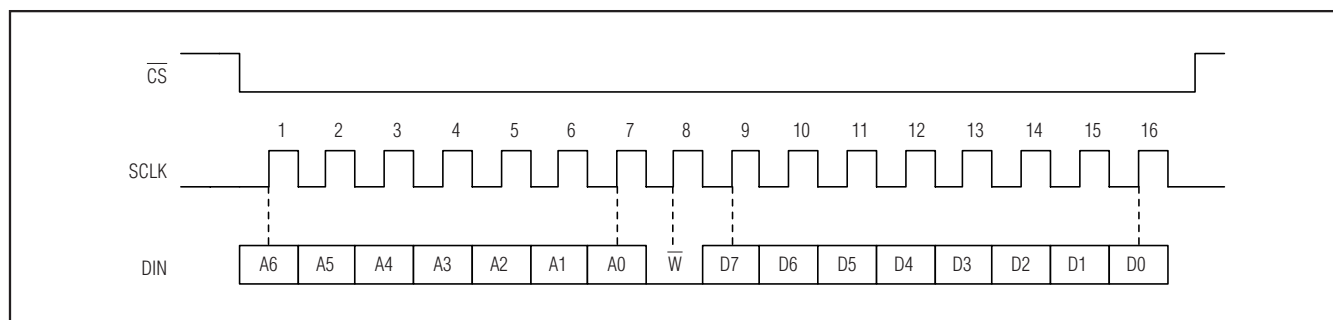 C̅S̅
1 2 3 4 5 6 7 8 9 10 11 12 13 14 15 16
SCLK
DIN A6 A5 A4 A3 A2 A1 A0 W̅ D7 D6 D5 D4 D3 D2 D1 D0